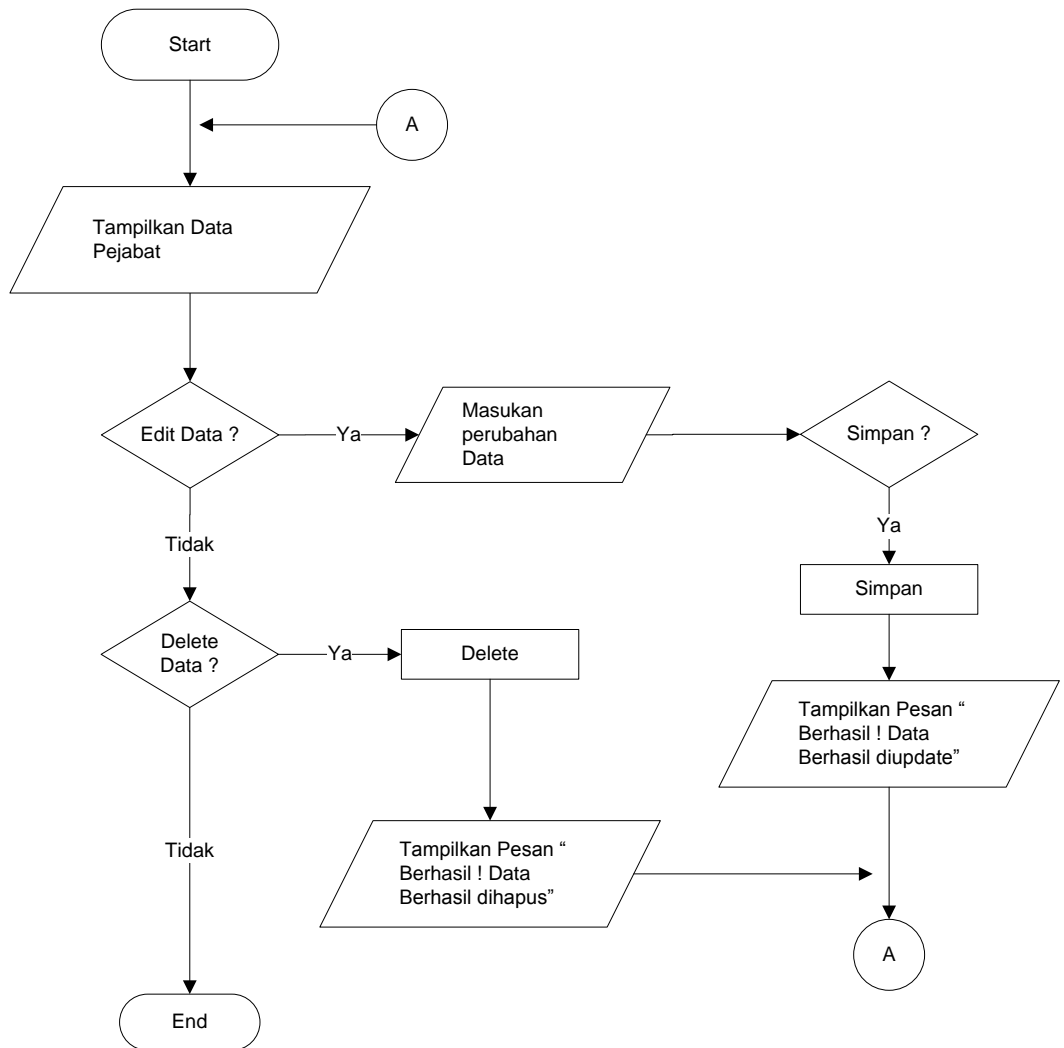 Start
A
Tampilkan Data
Pejabat
Edit Data ?
Ya
Masukan
perubahan
Data
Simpan ?
Ya
Tidak
Simpan
Delete
Data ?
Ya
Delete
Tampilkan Pesan “
Berhasil ! Data
Berhasil diupdate”
Tidak
Tampilkan Pesan “
Berhasil ! Data
Berhasil dihapus”
A
End